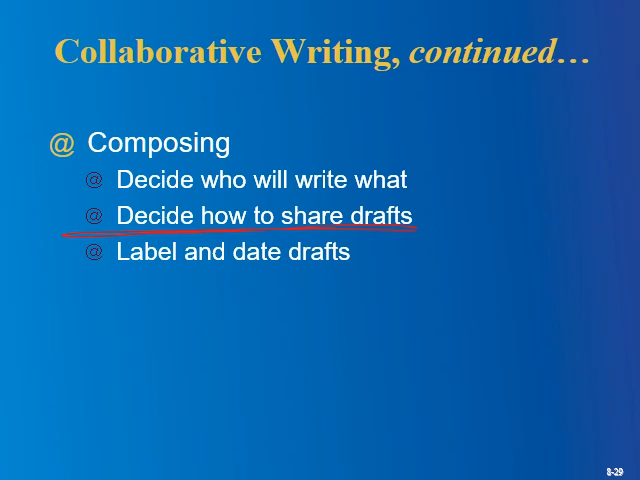 Collaborative Writing, continued…
@ Composing
@ Decide who will write what
@ Decide how to share drafts
@ Label and date drafts
8-29